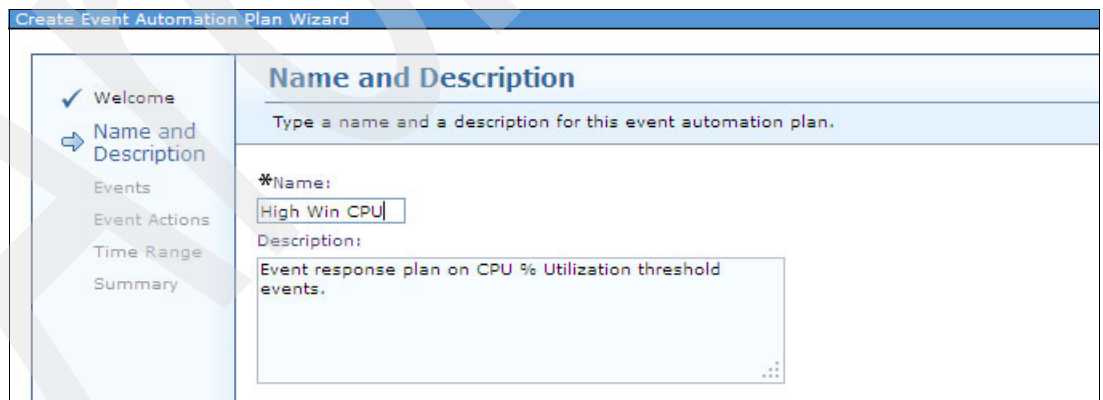 Create Event Automation Plan Wizard
Welcome
Name and
Description
Events
Event Actions
Time Range
Summary
Name and Description
Type a name and a description for this event automation plan.
*Name:
High Win CPU
Description:
Event response plan on CPU % Utilization threshold
events.